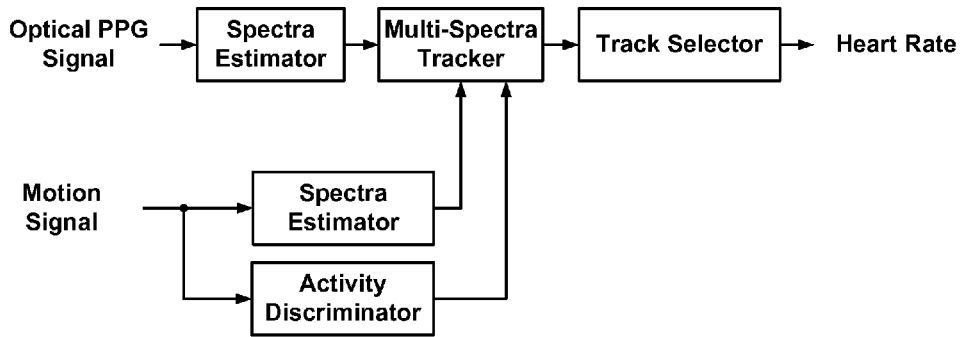 Optical PPG
Signal
Spectra
Estimator
Multi-Spectra
Tracker
Track Selector
Heart Rate
Motion
Signal
Spectra
Estimator
Activity
Discriminator